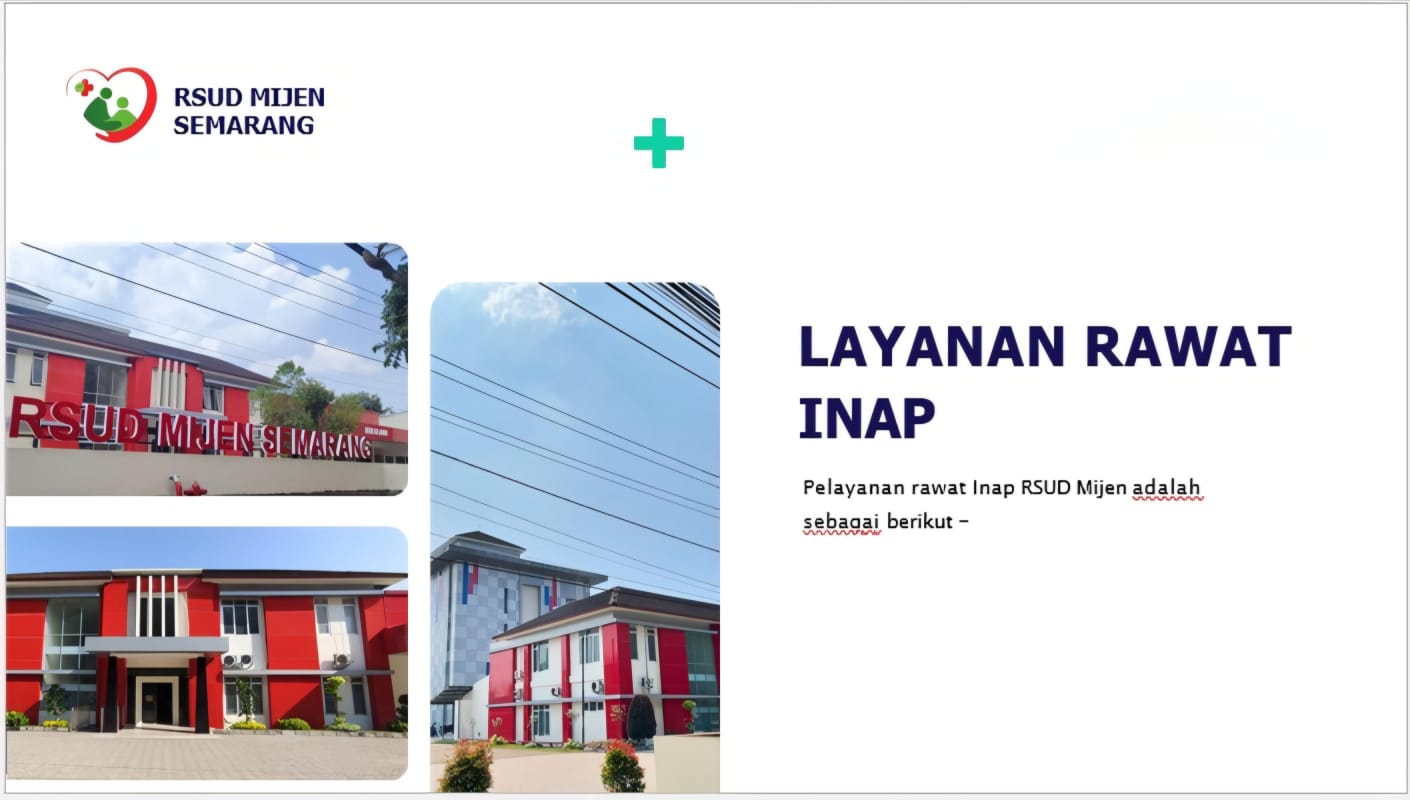 RSUD MIJEN
SEMARANG
RSUD MIJEN SEMARANG
LAYANAN RAWAT
INAP
Pelayanan rawat Inap RSUD Mijen adalah
sebagai berikut –